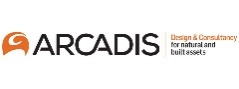 ARCADIS
Design & Consultancy
for natural and
built assets